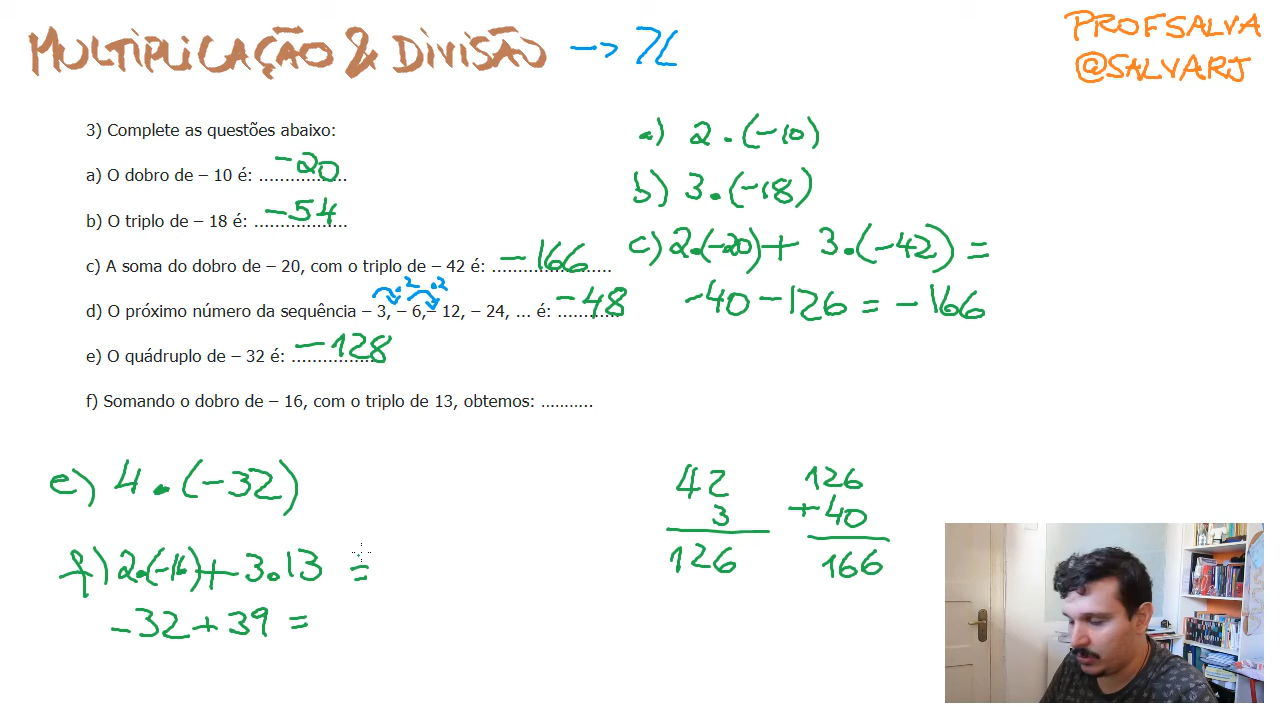 MULTIPLICAÇÃO & DIVISÃO → Z
PROFSALVA
@SALVARJ
3) Complete as questões abaixo:
a) O dobro de – 10 é: ................. -20
b) O triplo de – 18 é: .................. -54
c) A soma do dobro de – 20, com o triplo de – 42 é: ....................... -166
.2 .2
d) O próximo número da sequência – 3, – 6,– 12, – 24, ... é: ............ -48
e) O quádruplo de – 32 é: ................. -128
f) Somando o dobro de – 16, com o triplo de 13, obtemos: ...........
a) 2 . (-10)
b) 3.(-18)
c) 2.(-20)+ 3.(-42) =
-40 - 126 = -166
e) 4 . (-32)
f) 2.(-16)+3.13 =
-32 + 39 =
42
3
126
126
+40
166